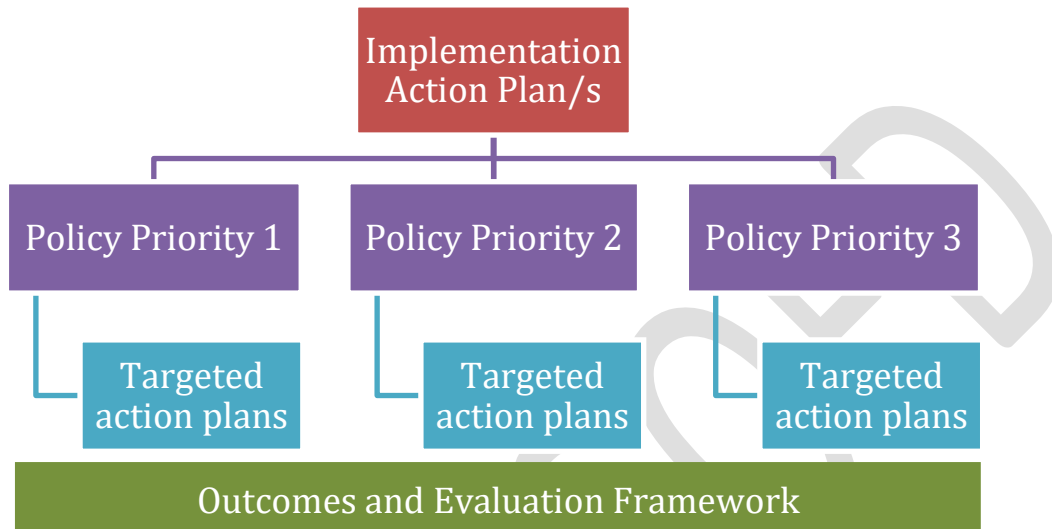 Implementation
Action Plan/s
Policy Priority 1
Policy Priority 2
Policy Priority 3
Targeted
action plans
Targeted
action plans
Targeted
action plans
Outcomes and Evaluation Framework